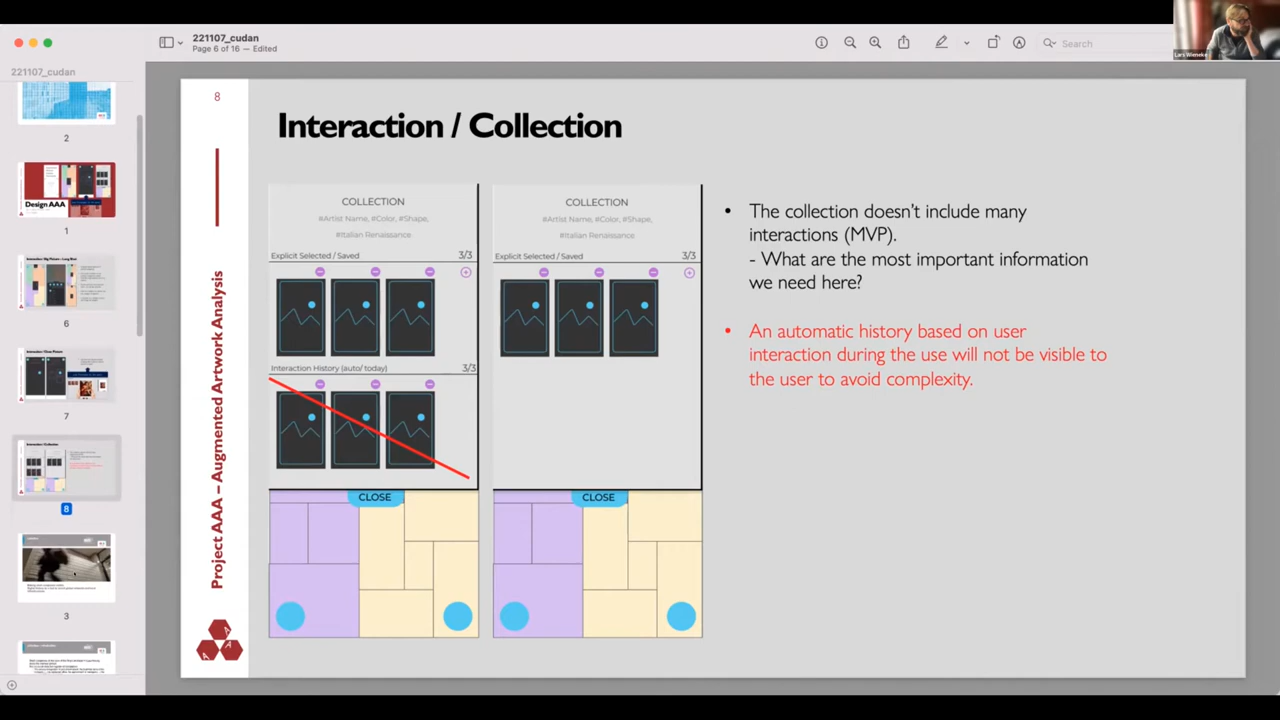 221107_cudan
Page 6 of 16 — Edited
Search
Lars Wieneke
221107_cudan
2
Design AAA
1
6
7
8
3
8
Project AAA – Augmented Artwork Analysis
Interaction / Collection
COLLECTION
#Artist Name, #Color, #Shape,
#Italian Renaissance
Explicit Selected / Saved 3/3
Interaction History (auto/ today) 3/3
CLOSE
COLLECTION
#Artist Name, #Color, #Shape,
#Italian Renaissance
Explicit Selected / Saved 3/3
CLOSE
• The collection doesn’t include many
interactions (MVP).
- What are the most important information
we need here?
• An automatic history based on user
interaction during the use will not be visible to
the user to avoid complexity.